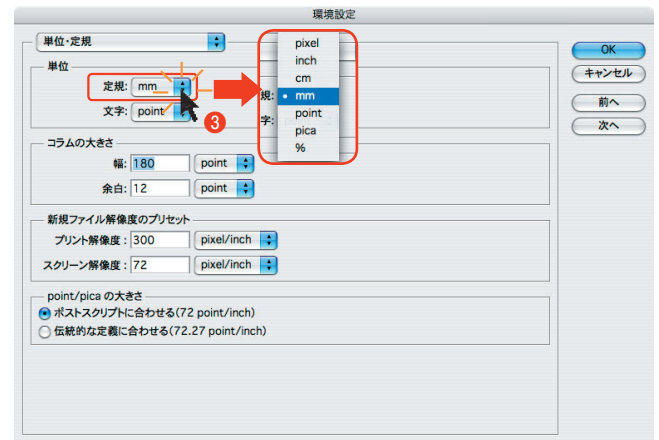 環境設定
単位・定規
単位
定規: mm
文字: point
❸
pixel
inch
cm
規: • mm
字: point
pica
%
OK
キャンセル
前へ
次へ
コラムの大きさ
幅: 180 point
余白: 12 point
新規ファイル解像度のプリセット
プリント解像度 : 300 pixel/inch
スクリーン解像度 : 72 pixel/inch
point/pica の大きさ
ポストスクリプトに合わせる(72 point/inch)
伝統的な定義に合わせる(72.27 point/inch)